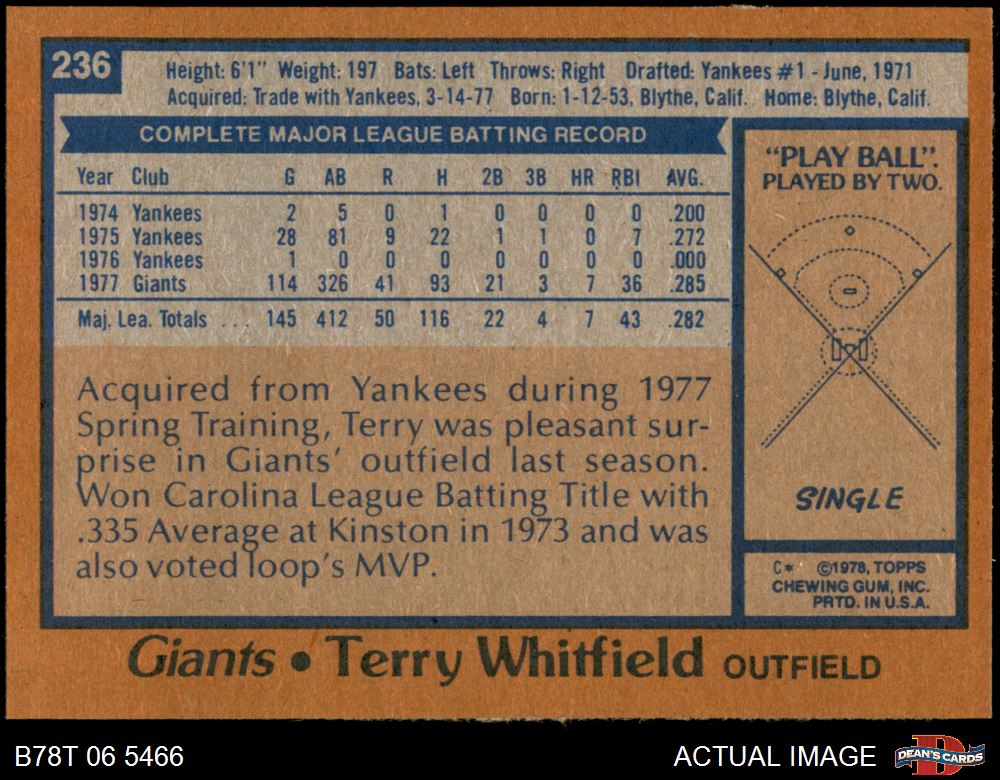 236
Height: 6'1" Weight: 197 Bats: Left Throws: Right Drafted: Yankees #1 - June, 1971
Acquired: Trade with Yankees, 3-14-77 Born: 1-12-53, Blythe, Calif. Home: Blythe, Calif.
COMPLETE MAJOR LEAGUE BATTING RECORD
Year Club G AB R H 2B 3B HR RBI AVG.
1974 Yankees 2 5 0 1 0 0 0 0 .200
1975 Yankees 28 81 9 22 1 1 0 7 .272
1976 Yankees 1 0 0 0 0 0 0 0 .000
1977 Giants 114 326 41 93 21 3 7 36 .285
Maj. Lea. Totals ... 145 412 50 116 22 4 7 43 .282
Acquired from Yankees during 1977
Spring Training, Terry was pleasant sur-
prise in Giants' outfield last season.
Won Carolina League Batting Title with
.335 Average at Kinston in 1973 and was
also voted loop's MVP.
"PLAY BALL".
PLAYED BY TWO.
SINGLE
C* ©1978, TOPPS
CHEWING GUM, INC.
PRTD. IN U.S.A.
Giants • Terry Whitfield OUTFIELD
B78T 06 5466
ACTUAL IMAGE
D
DEAN'S CARDS